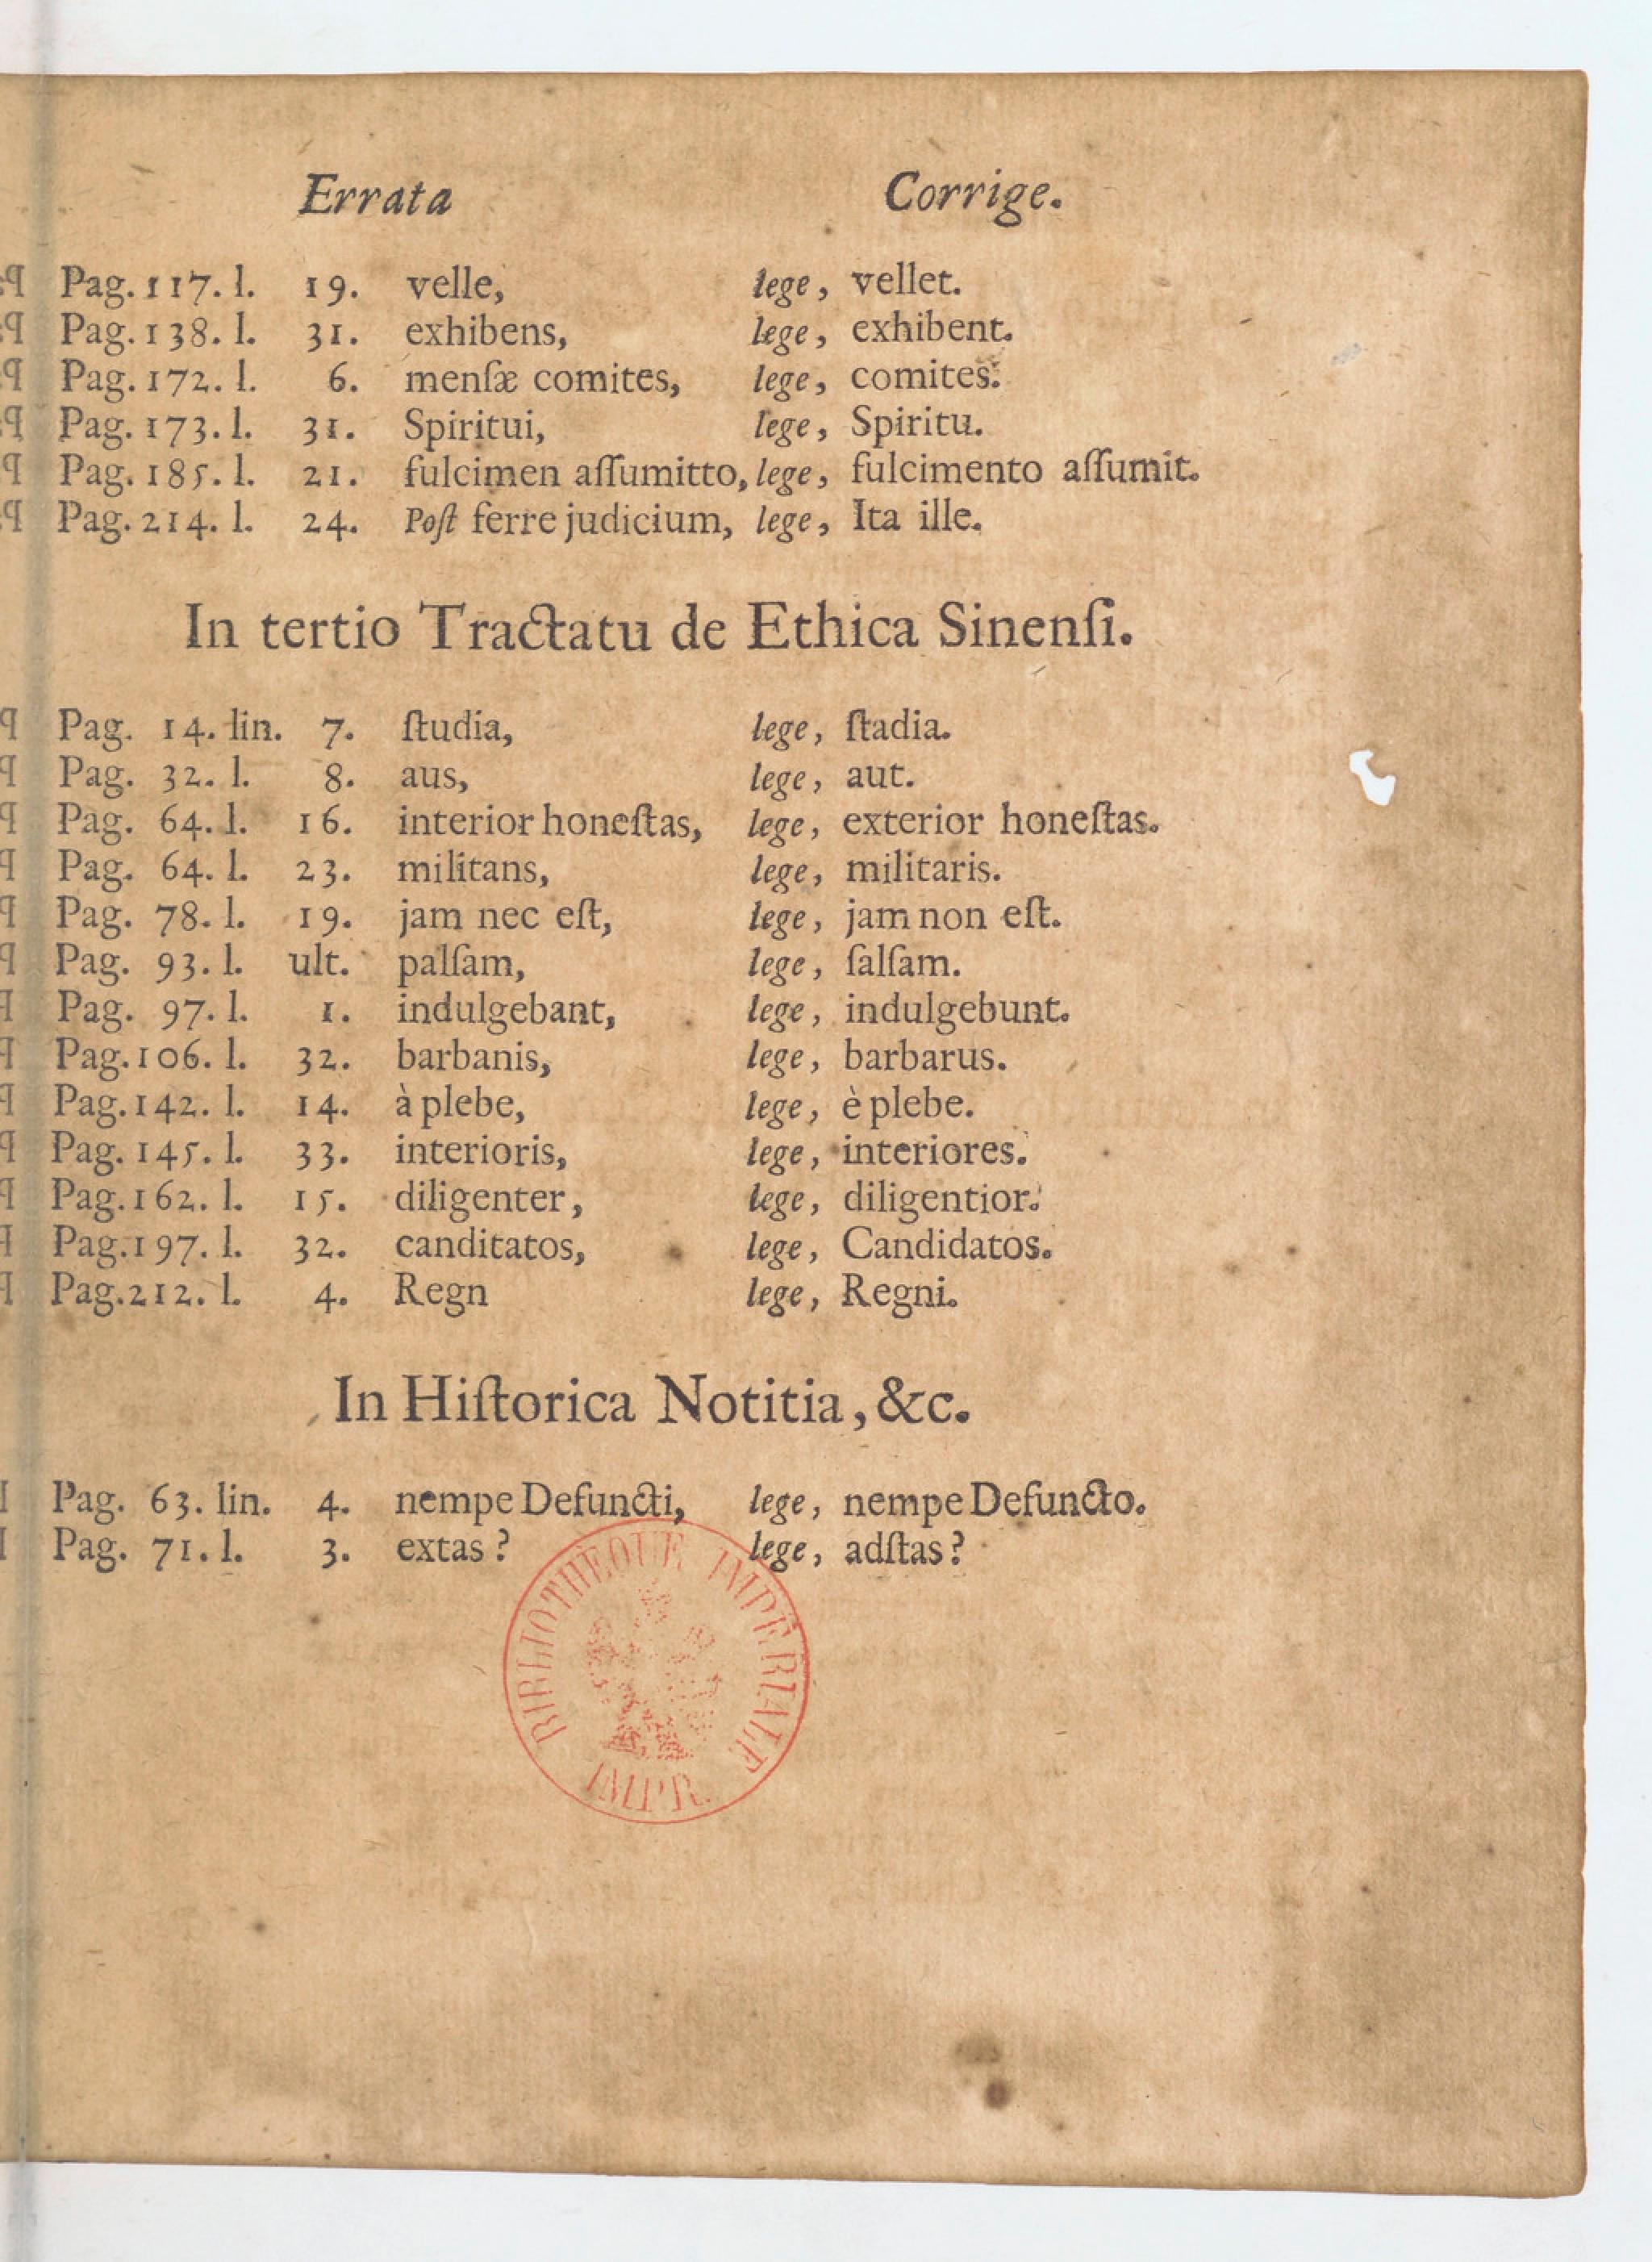 Errata Corrige.
Pag. 117. l. 19. velle, lege, vellet.
Pag. 138. l. 31. exhibens, lege, exhibent.
Pag. 172. l. 6. menſæ comites, lege, comites.
Pag. 173. l. 31. Spiritui, lege, Spiritu.
Pag. 185. l. 21. fulcimen aſſumitto, lege, fulcimento aſſumit.
Pag. 214. l. 24. Poſt ferre judicium, lege, Ita ille.
In tertio Tractatu de Ethica Sinenſi.
Pag. 14. lin. 7. ſtudia, lege, ſtadia.
Pag. 32. l. 8. aus, lege, aut.
Pag. 64. l. 16. interior honeſtas, lege, exterior honeſtas.
Pag. 64. l. 23. militans, lege, militaris.
Pag. 78. l. 19. jam nec eſt, lege, jam non eſt.
Pag. 93. l. ult. palſam, lege, ſalſam.
Pag. 97. l. 1. indulgebant, lege, indulgebunt.
Pag. 106. l. 32. barbanis, lege, barbarus.
Pag. 142. l. 14. à plebe, lege, è plebe.
Pag. 145. l. 33. interioris, lege, interiores.
Pag. 162. l. 15. diligenter, lege, diligentior.
Pag. 197. l. 32. canditatos, lege, Candidatos.
Pag. 212. l. 4. Regn lege, Regni.
In Hiſtorica Notitia, &c.
Pag. 63. lin. 4. nempe Defuncti, lege, nempe Defuncto.
Pag. 71. l. 3. extas? lege, adſtas?
BIBLIOTHÈQUE IMPÉRIALE
IMPR.